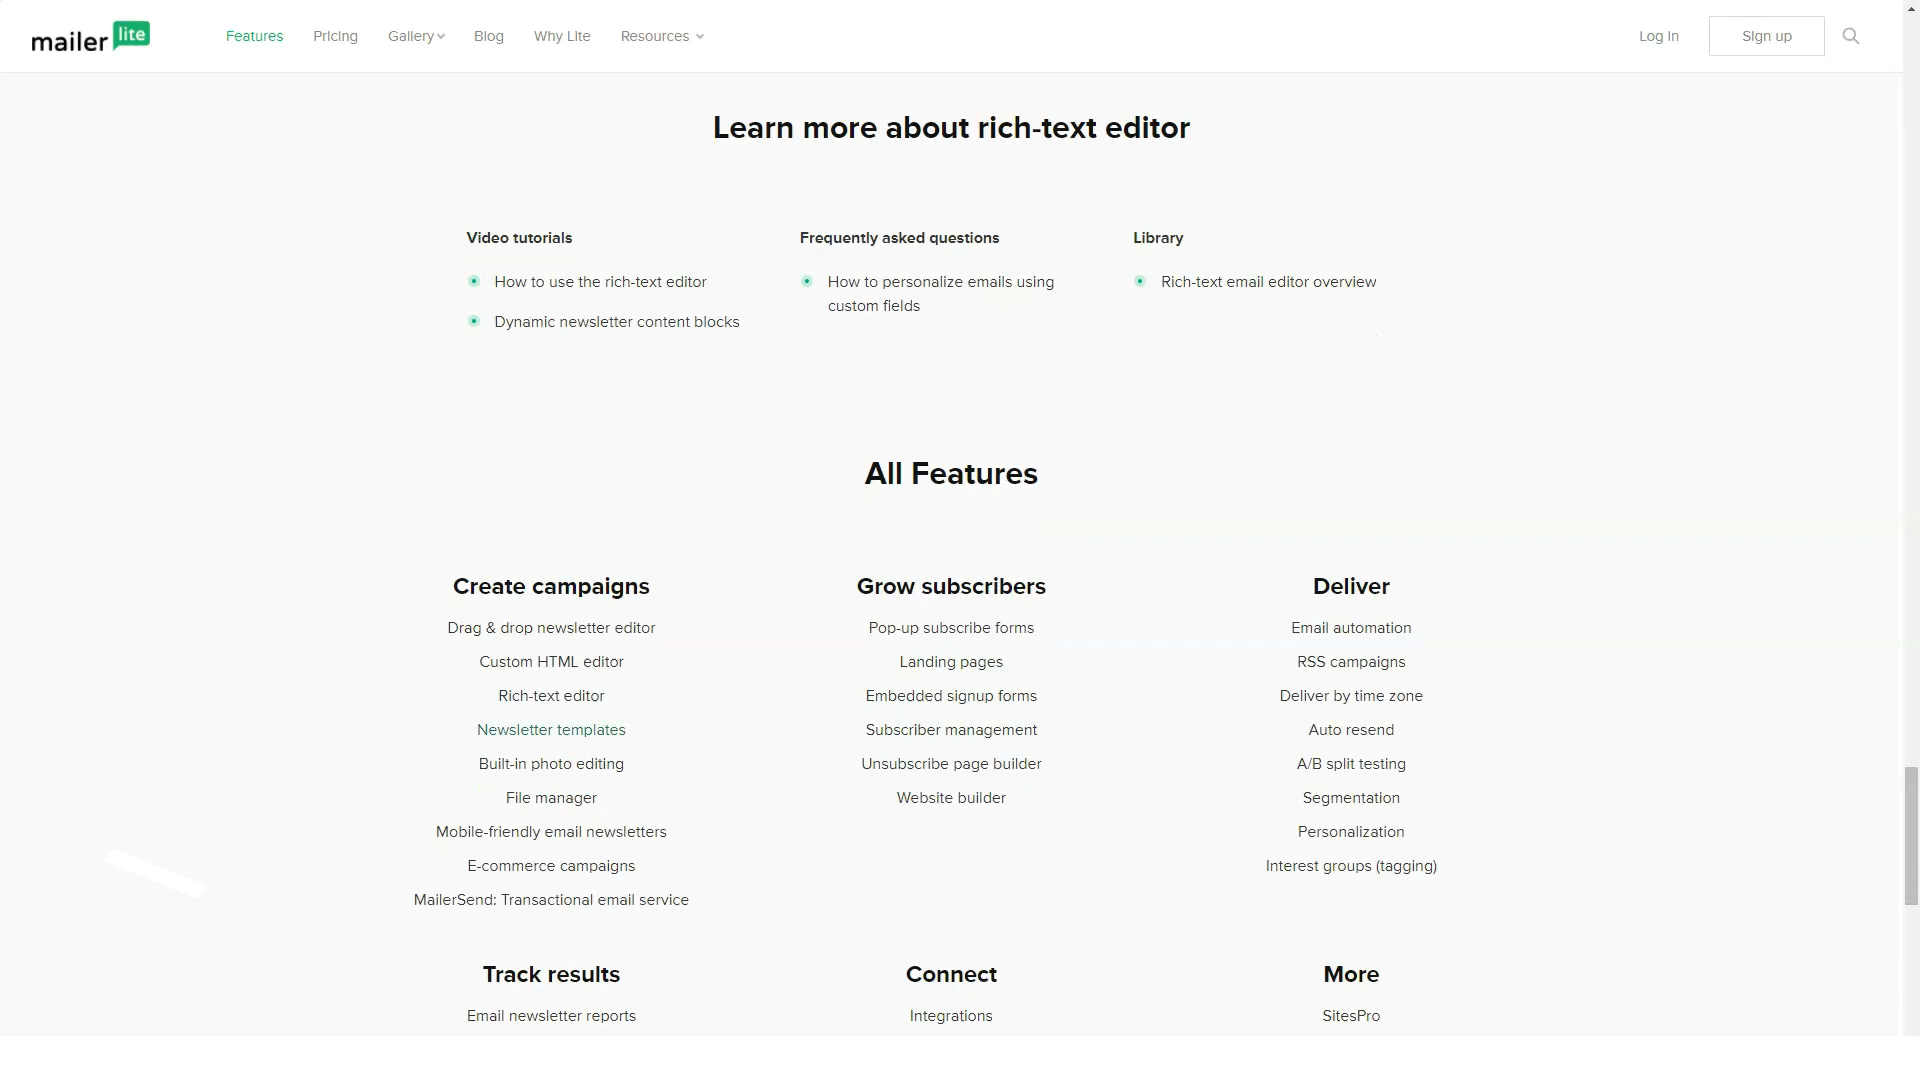 mailer lite
Features
Pricing
Gallery
Blog
Why Lite
Resources
Log In
Sign up
Learn more about rich-text editor
Video tutorials
How to use the rich-text editor
Dynamic newsletter content blocks
Frequently asked questions
How to personalize emails using
custom fields
Library
Rich-text email editor overview
All Features
Create campaigns
Drag & drop newsletter editor
Custom HTML editor
Rich-text editor
Newsletter templates
Built-in photo editing
File manager
Mobile-friendly email newsletters
E-commerce campaigns
MailerSend: Transactional email service
Grow subscribers
Pop-up subscribe forms
Landing pages
Embedded signup forms
Subscriber management
Unsubscribe page builder
Website builder
Deliver
Email automation
RSS campaigns
Deliver by time zone
Auto resend
A/B split testing
Segmentation
Personalization
Interest groups (tagging)
Track results
Email newsletter reports
Connect
Integrations
More
SitesPro